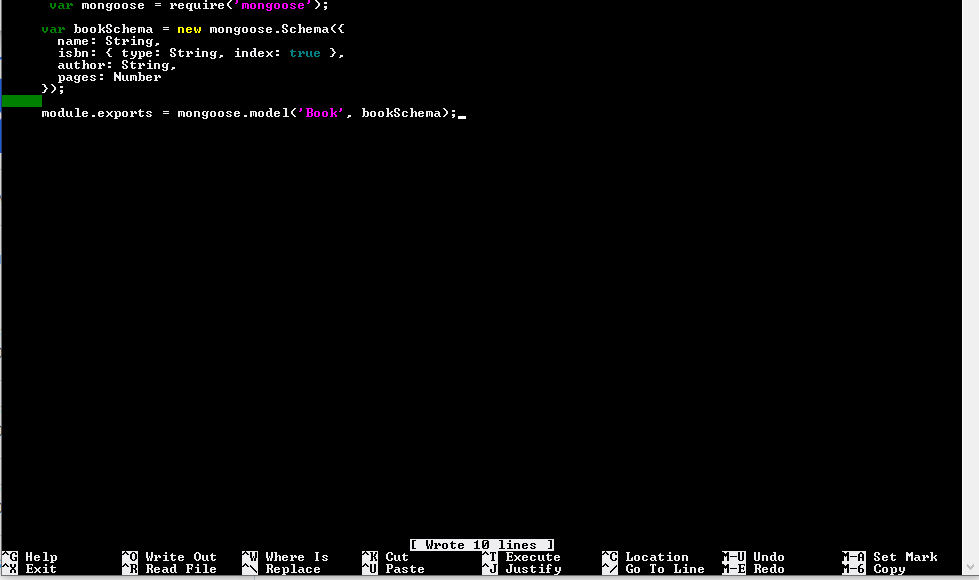 var mongoose = require('mongoose');
var bookSchema = new mongoose.Schema({
name: String,
isbn: { type: String, index: true },
author: String,
pages: Number
});
module.exports = mongoose.model('Book', bookSchema);
[ Wrote 10 lines ]
^G Help ^O Write Out ^W Where Is ^K Cut ^T Execute ^C Location M-U Undo M-A Set Mark
^X Exit ^R Read File ^\ Replace ^U Paste ^J Justify ^/ Go To Line M-E Redo M-6 Copy